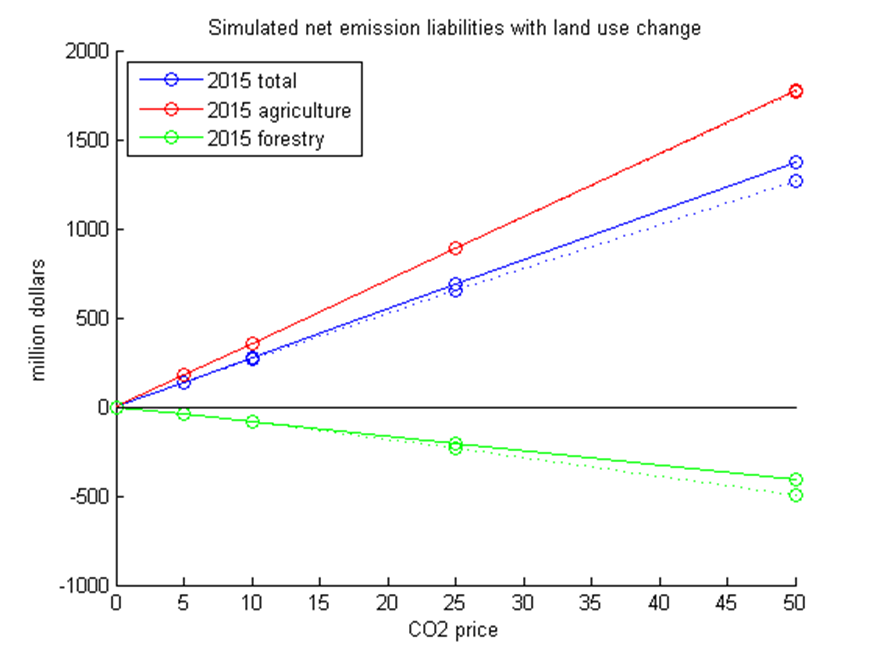 Simulated net emission liabilities with land use change
2015 total
2015 agriculture
2015 forestry
million dollars
2000
1500
1000
500
0
-500
-1000
0 5 10 15 20 25 30 35 40 45 50
CO2 price